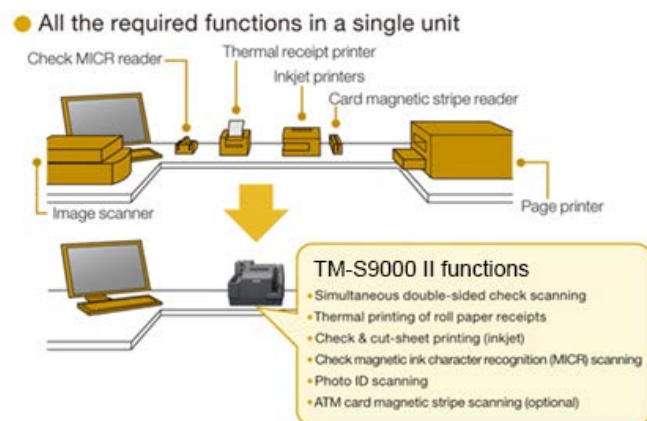 All the required functions in a single unit
Thermal receipt printer
Check MICR reader
Inkjet printers
Card magnetic stripe reader
Image scanner
Page printer
TM-S9000 II functions
• Simultaneous double-sided check scanning
• Thermal printing of roll paper receipts
• Check & cut-sheet printing (inkjet)
• Check magnetic ink character recognition (MICR) scanning
• Photo ID scanning
• ATM card magnetic stripe scanning (optional)